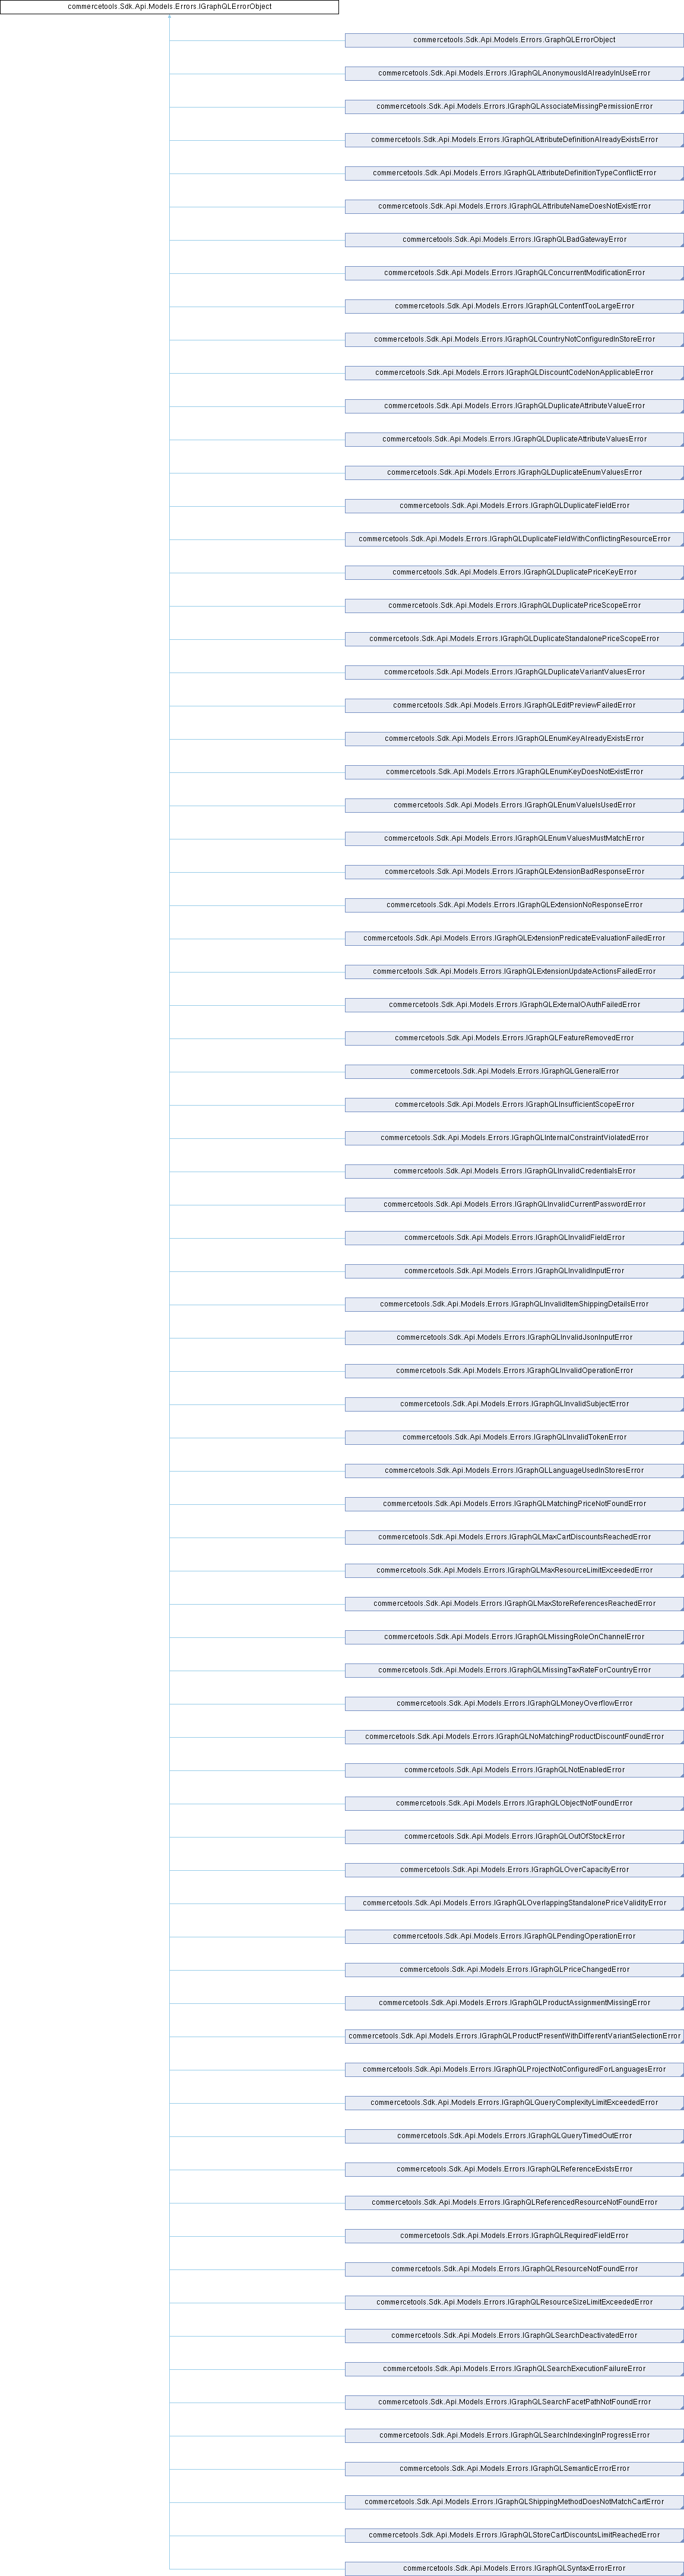 commercetools.Sdk.Api.Models.Errors.IGraphQLErrorObject
commercetools.Sdk.Api.Models.Errors.GraphQLErrorObject
commercetools.Sdk.Api.Models.Errors.IGraphQLAnonymousIdAlreadyInUseError
commercetools.Sdk.Api.Models.Errors.IGraphQLAssociateMissingPermissionError
commercetools.Sdk.Api.Models.Errors.IGraphQLAttributeDefinitionAlreadyExistsError
commercetools.Sdk.Api.Models.Errors.IGraphQLAttributeDefinitionTypeConflictError
commercetools.Sdk.Api.Models.Errors.IGraphQLAttributeNameDoesNotExistError
commercetools.Sdk.Api.Models.Errors.IGraphQLBadGatewayError
commercetools.Sdk.Api.Models.Errors.IGraphQLConcurrentModificationError
commercetools.Sdk.Api.Models.Errors.IGraphQLContentTooLargeError
commercetools.Sdk.Api.Models.Errors.IGraphQLCountryNotConfiguredInStoreError
commercetools.Sdk.Api.Models.Errors.IGraphQLDiscountCodeNonApplicableError
commercetools.Sdk.Api.Models.Errors.IGraphQLDuplicateAttributeValueError
commercetools.Sdk.Api.Models.Errors.IGraphQLDuplicateAttributeValuesError
commercetools.Sdk.Api.Models.Errors.IGraphQLDuplicateEnumValuesError
commercetools.Sdk.Api.Models.Errors.IGraphQLDuplicateFieldError
commercetools.Sdk.Api.Models.Errors.IGraphQLDuplicateFieldWithConflictingResourceError
commercetools.Sdk.Api.Models.Errors.IGraphQLDuplicatePriceKeyError
commercetools.Sdk.Api.Models.Errors.IGraphQLDuplicatePriceScopeError
commercetools.Sdk.Api.Models.Errors.IGraphQLDuplicateStandalonePriceScopeError
commercetools.Sdk.Api.Models.Errors.IGraphQLDuplicateVariantValuesError
commercetools.Sdk.Api.Models.Errors.IGraphQLEditPreviewFailedError
commercetools.Sdk.Api.Models.Errors.IGraphQLEnumKeyAlreadyExistsError
commercetools.Sdk.Api.Models.Errors.IGraphQLEnumKeyDoesNotExistError
commercetools.Sdk.Api.Models.Errors.IGraphQLEnumValueIsUsedError
commercetools.Sdk.Api.Models.Errors.IGraphQLEnumValuesMustMatchError
commercetools.Sdk.Api.Models.Errors.IGraphQLExtensionBadResponseError
commercetools.Sdk.Api.Models.Errors.IGraphQLExtensionNoResponseError
commercetools.Sdk.Api.Models.Errors.IGraphQLExtensionPredicateEvaluationFailedError
commercetools.Sdk.Api.Models.Errors.IGraphQLExtensionUpdateActionsFailedError
commercetools.Sdk.Api.Models.Errors.IGraphQLExternalOAuthFailedError
commercetools.Sdk.Api.Models.Errors.IGraphQLFeatureRemovedError
commercetools.Sdk.Api.Models.Errors.IGraphQLGeneralError
commercetools.Sdk.Api.Models.Errors.IGraphQLInsufficientScopeError
commercetools.Sdk.Api.Models.Errors.IGraphQLInternalConstraintViolatedError
commercetools.Sdk.Api.Models.Errors.IGraphQLInvalidCredentialsError
commercetools.Sdk.Api.Models.Errors.IGraphQLInvalidCurrentPasswordError
commercetools.Sdk.Api.Models.Errors.IGraphQLInvalidFieldError
commercetools.Sdk.Api.Models.Errors.IGraphQLInvalidInputError
commercetools.Sdk.Api.Models.Errors.IGraphQLInvalidItemShippingDetailsError
commercetools.Sdk.Api.Models.Errors.IGraphQLInvalidJsonInputError
commercetools.Sdk.Api.Models.Errors.IGraphQLInvalidOperationError
commercetools.Sdk.Api.Models.Errors.IGraphQLInvalidSubjectError
commercetools.Sdk.Api.Models.Errors.IGraphQLInvalidTokenError
commercetools.Sdk.Api.Models.Errors.IGraphQLLanguageUsedInStoresError
commercetools.Sdk.Api.Models.Errors.IGraphQLMatchingPriceNotFoundError
commercetools.Sdk.Api.Models.Errors.IGraphQLMaxCartDiscountsReachedError
commercetools.Sdk.Api.Models.Errors.IGraphQLMaxResourceLimitExceededError
commercetools.Sdk.Api.Models.Errors.IGraphQLMaxStoreReferencesReachedError
commercetools.Sdk.Api.Models.Errors.IGraphQLMissingRoleOnChannelError
commercetools.Sdk.Api.Models.Errors.IGraphQLMissingTaxRateForCountryError
commercetools.Sdk.Api.Models.Errors.IGraphQLMoneyOverflowError
commercetools.Sdk.Api.Models.Errors.IGraphQLNoMatchingProductDiscountFoundError
commercetools.Sdk.Api.Models.Errors.IGraphQLNotEnabledError
commercetools.Sdk.Api.Models.Errors.IGraphQLObjectNotFoundError
commercetools.Sdk.Api.Models.Errors.IGraphQLOutOfStockError
commercetools.Sdk.Api.Models.Errors.IGraphQLOverCapacityError
commercetools.Sdk.Api.Models.Errors.IGraphQLOverlappingStandalonePriceValidityError
commercetools.Sdk.Api.Models.Errors.IGraphQLPendingOperationError
commercetools.Sdk.Api.Models.Errors.IGraphQLPriceChangedError
commercetools.Sdk.Api.Models.Errors.IGraphQLProductAssignmentMissingError
commercetools.Sdk.Api.Models.Errors.IGraphQLProductPresentWithDifferentVariantSelectionError
commercetools.Sdk.Api.Models.Errors.IGraphQLProjectNotConfiguredForLanguagesError
commercetools.Sdk.Api.Models.Errors.IGraphQLQueryComplexityLimitExceededError
commercetools.Sdk.Api.Models.Errors.IGraphQLQueryTimedOutError
commercetools.Sdk.Api.Models.Errors.IGraphQLReferenceExistsError
commercetools.Sdk.Api.Models.Errors.IGraphQLReferencedResourceNotFoundError
commercetools.Sdk.Api.Models.Errors.IGraphQLRequiredFieldError
commercetools.Sdk.Api.Models.Errors.IGraphQLResourceNotFoundError
commercetools.Sdk.Api.Models.Errors.IGraphQLResourceSizeLimitExceededError
commercetools.Sdk.Api.Models.Errors.IGraphQLSearchDeactivatedError
commercetools.Sdk.Api.Models.Errors.IGraphQLSearchExecutionFailureError
commercetools.Sdk.Api.Models.Errors.IGraphQLSearchFacetPathNotFoundError
commercetools.Sdk.Api.Models.Errors.IGraphQLSearchIndexingInProgressError
commercetools.Sdk.Api.Models.Errors.IGraphQLSemanticErrorError
commercetools.Sdk.Api.Models.Errors.IGraphQLShippingMethodDoesNotMatchCartError
commercetools.Sdk.Api.Models.Errors.IGraphQLStoreCartDiscountsLimitReachedError
commercetools.Sdk.Api.Models.Errors.IGraphQLSyntaxErrorError